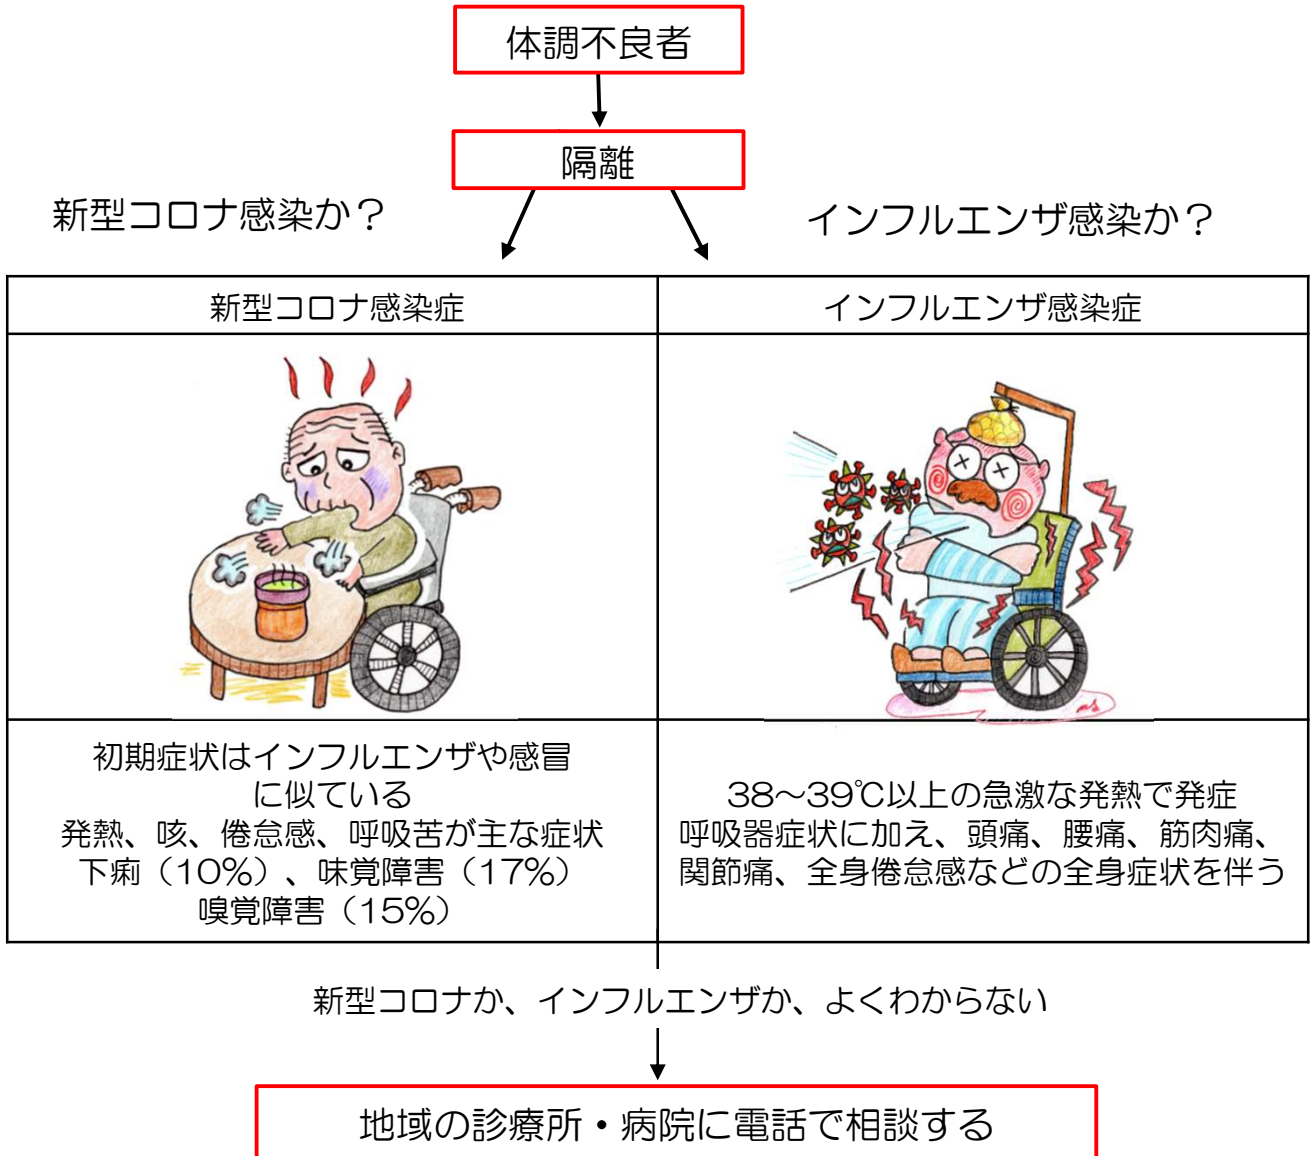 体調不良者
隔離
新型コロナ感染か？
インフルエンザ感染か？
新型コロナ感染症
インフルエンザ感染症
初期症状はインフルエンザや感冒
に似ている
発熱、咳、倦怠感、呼吸苦が主な症状
下痢（10%）、味覚障害（17%）
嗅覚障害（15%）
38～39℃以上の急激な発熱で発症
呼吸器症状に加え、頭痛、腰痛、筋肉痛、
関節痛、全身倦怠感などの全身症状を伴う
新型コロナか、インフルエンザか、よくわからない
地域の診療所・病院に電話で相談する